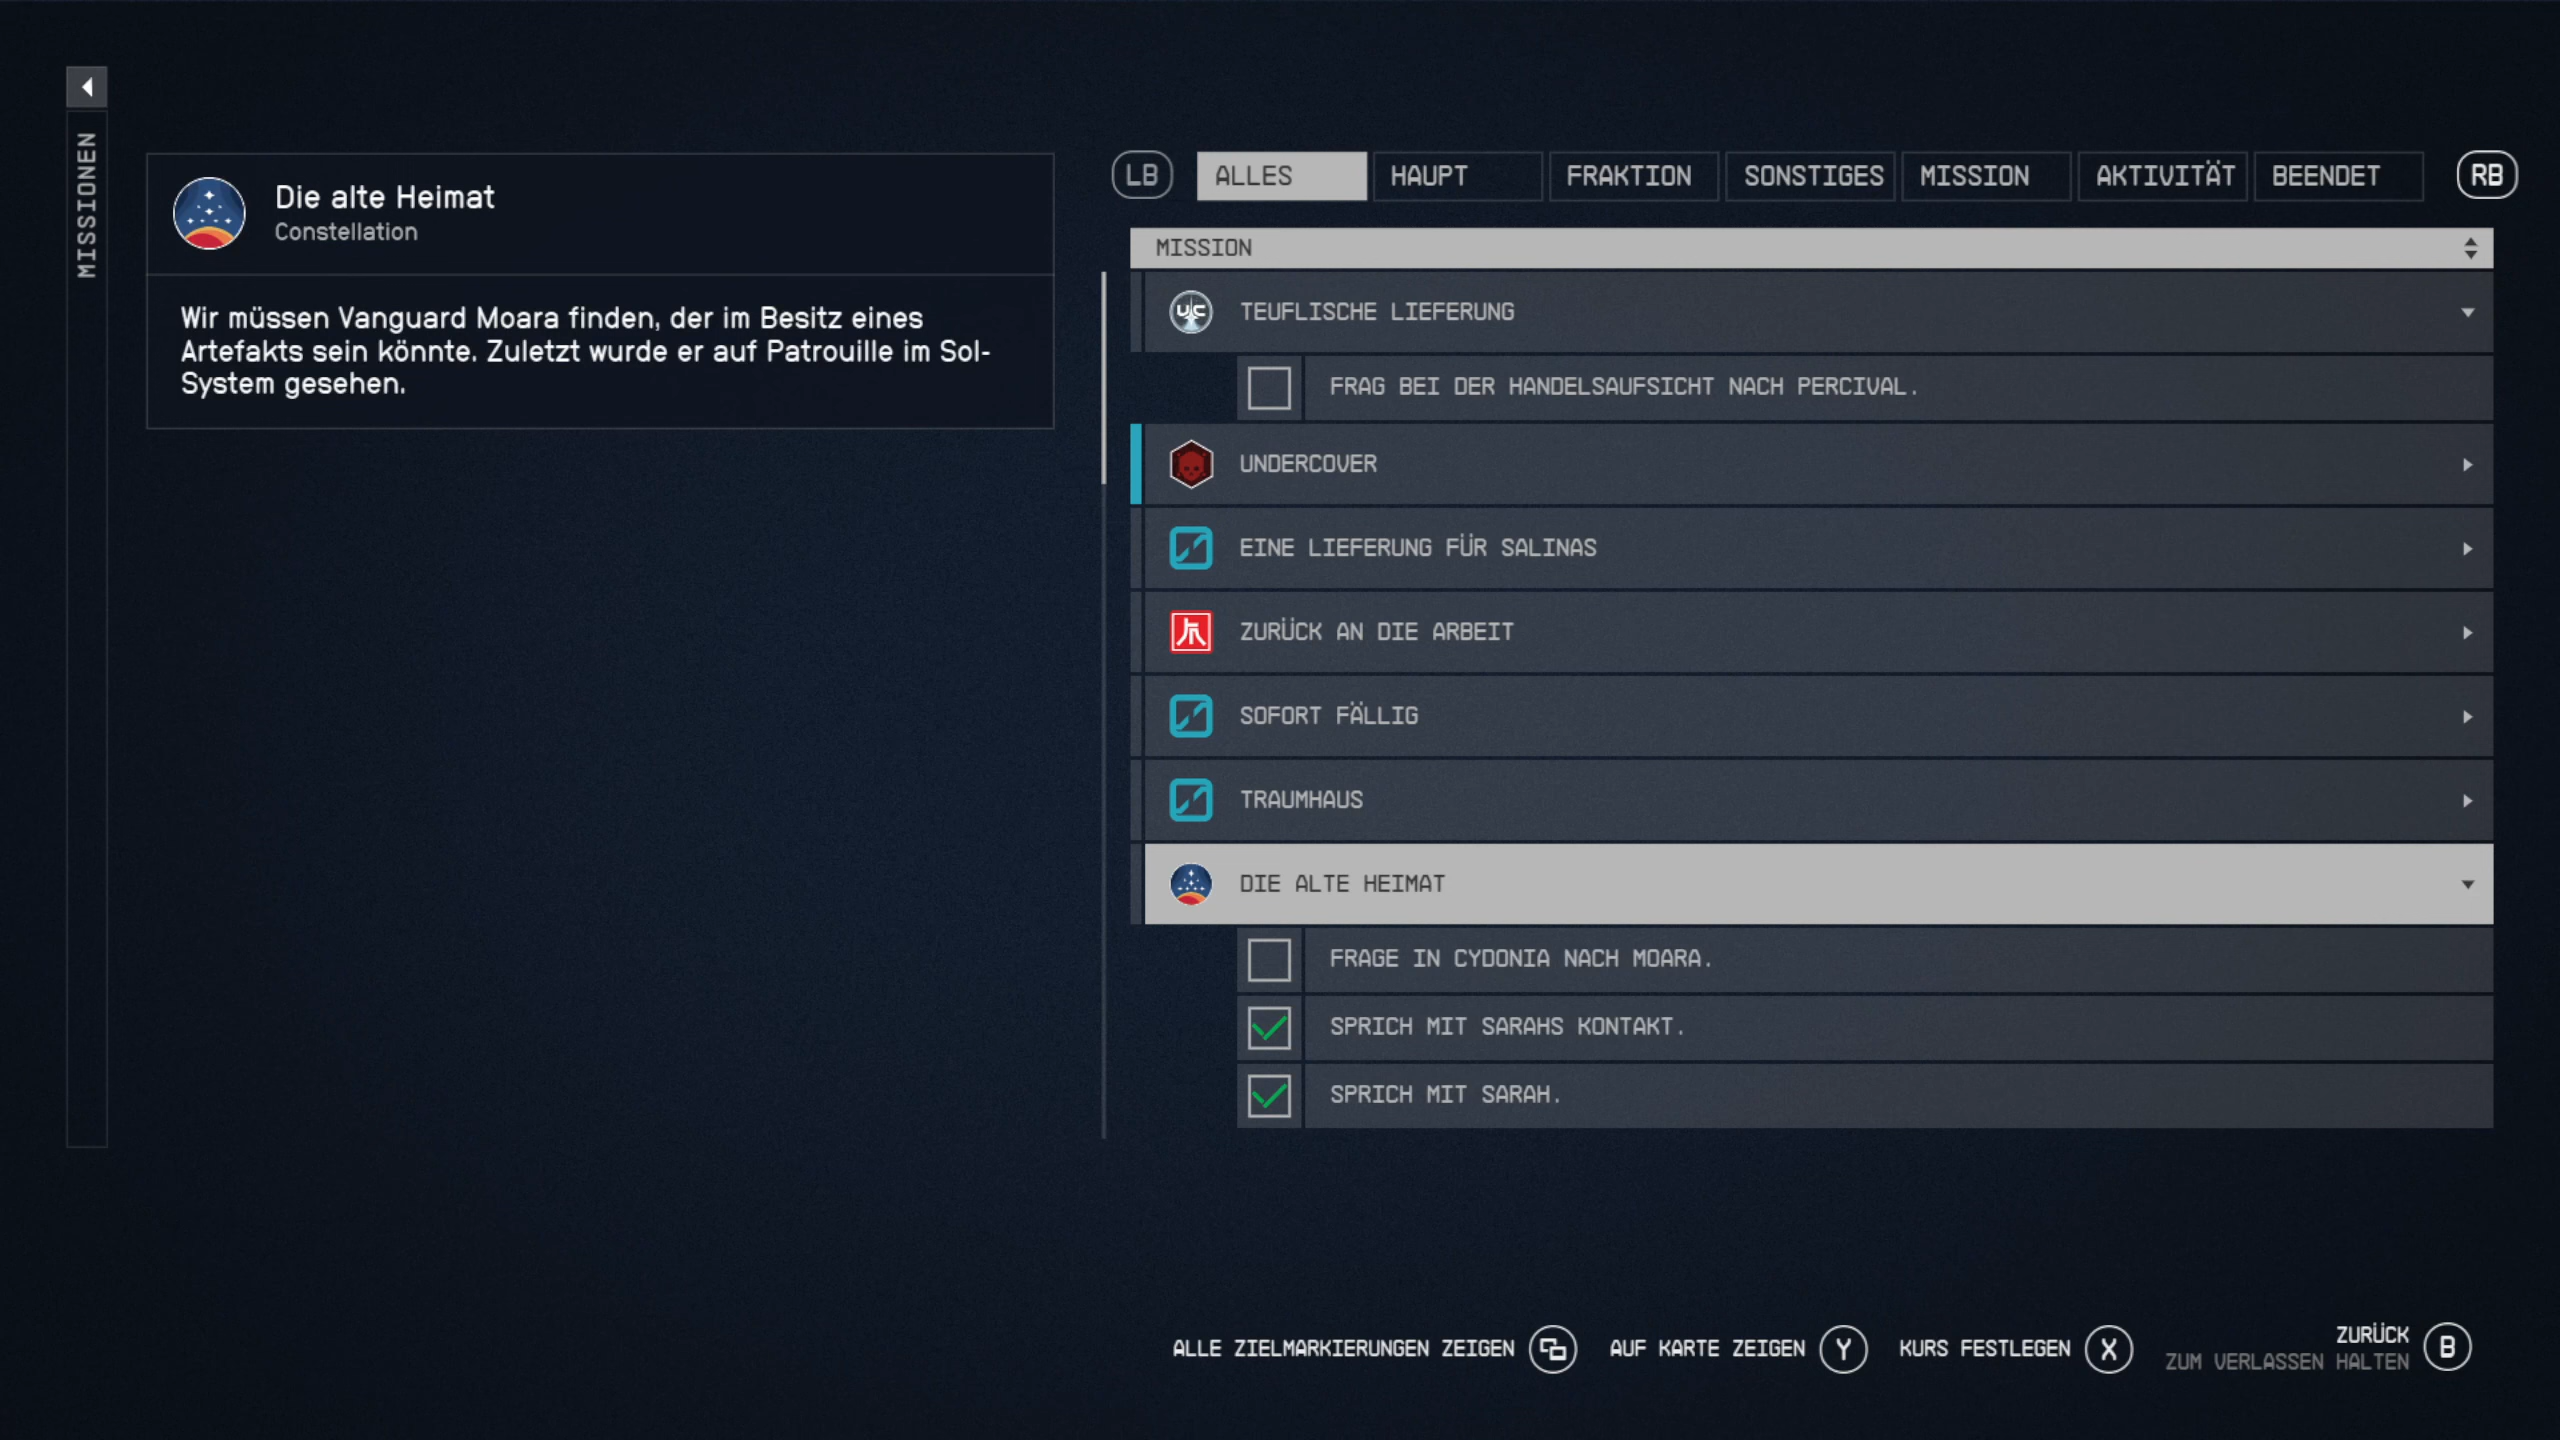 MISSIONEN
Die alte Heimat
Constellation
Wir müssen Vanguard Moara finden, der im Besitz eines
Artefakts sein könnte. Zuletzt wurde er auf Patrouille im Sol-
System gesehen.
LB ALLES HAUPT FRAKTION SONSTIGES MISSION AKTIVITÄT BEENDET RB
MISSION
UC TEUFLISCHE LIEFERUNG
FRAG BEI DER HANDELSAUFSICHT NACH PERCIVAL.
UNDERCOVER
EINE LIEFERUNG FÜR SALINAS
ZURÜCK AN DIE ARBEIT
SOFORT FÄLLIG
TRAUMHAUS
DIE ALTE HEIMAT
FRAGE IN CYDONIA NACH MOARA.
SPRICH MIT SARAHS KONTAKT.
SPRICH MIT SARAH.
ALLE ZIELMARKIERUNGEN ZEIGEN AUF KARTE ZEIGEN Y KURS FESTLEGEN X ZURÜCK B
ZUM VERLASSEN HALTEN